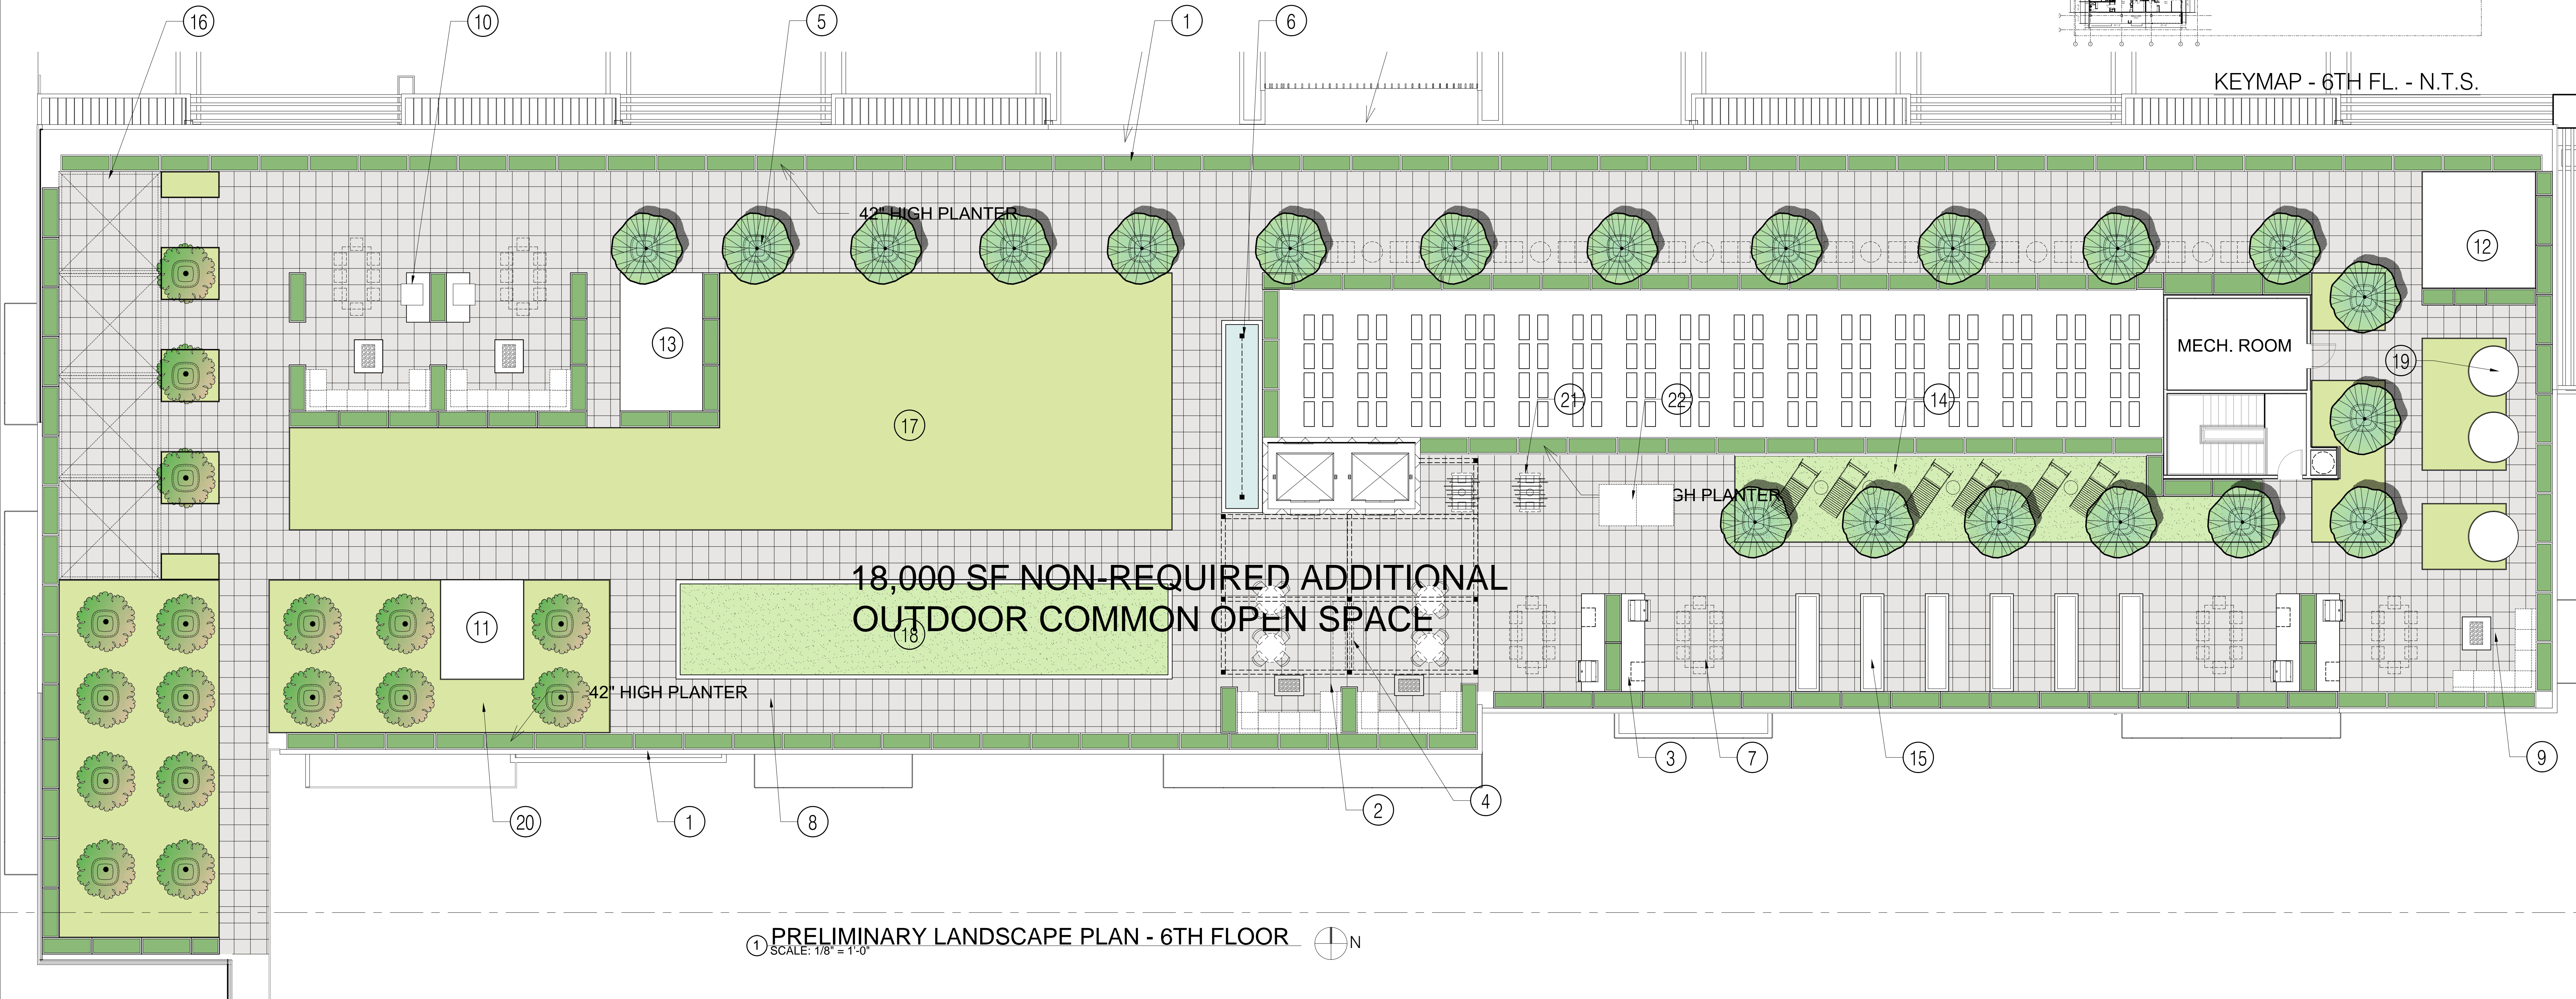 16
10
5
1
6
KEYMAP - 6TH FL. - N.T.S.
42" HIGH PLANTER
12
13
MECH. ROOM
19
17
21
22
14
GH PLANTER
18,000 SF NON-REQUIRED ADDITIONAL
OUTDOOR COMMON OPEN SPACE
11
18
42" HIGH PLANTER
3
7
15
9
20
1
8
2
4
1
PRELIMINARY LANDSCAPE PLAN - 6TH FLOOR
N
SCALE: 1/8" = 1'-0"